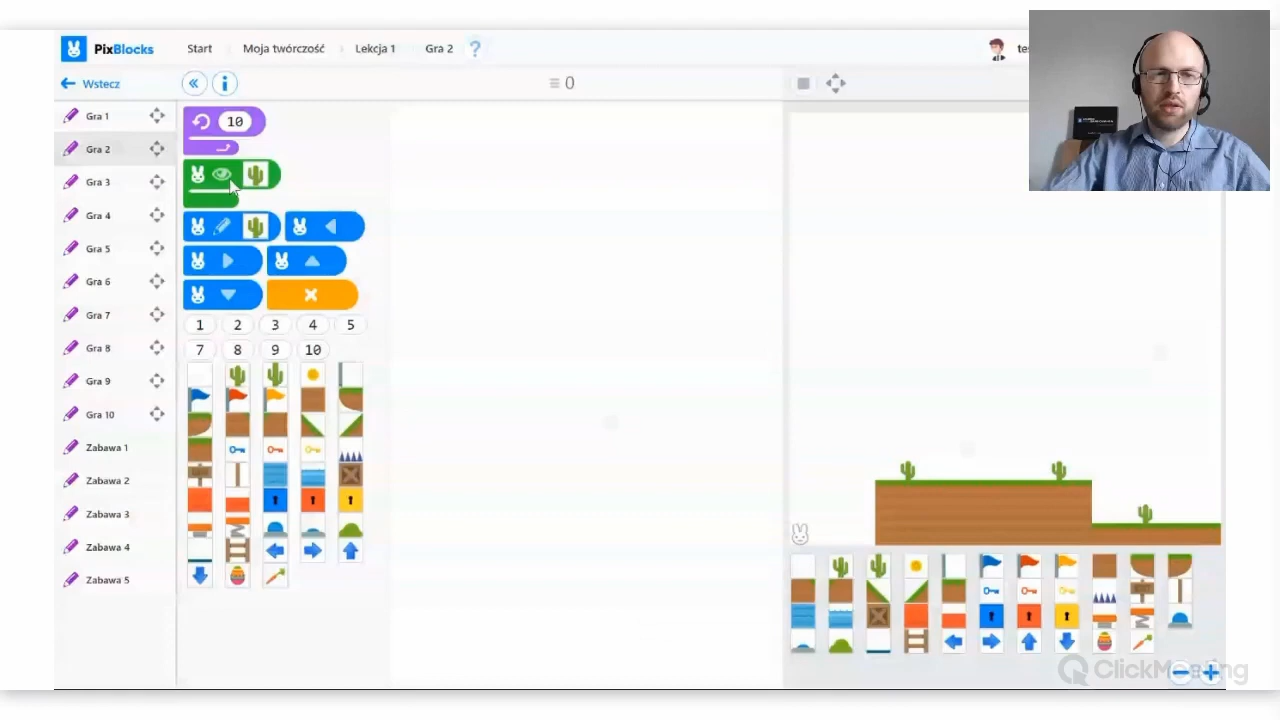 PixBlocks Start Moja twórczość Lekcja 1 Gra 2 ? te
Wstecz i 0
Gra 1
Gra 2
Gra 3
Gra 4
Gra 5
Gra 6
Gra 7
Gra 8
Gra 9
Gra 10
Zabawa 1
Zabawa 2
Zabawa 3
Zabawa 4
Zabawa 5
10
1 2 3 4 5
7 8 9 10
ClickMeeting